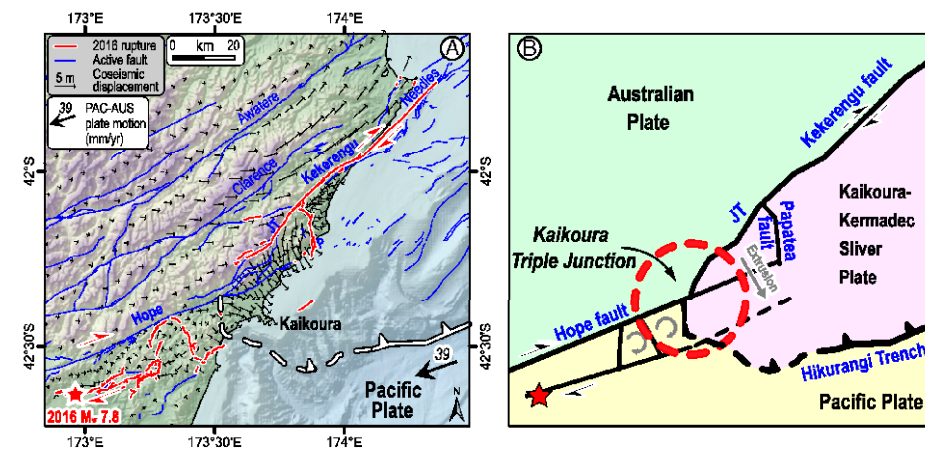 173°E
173°30'
174°
A
2016 rupture
Active fault
5 m Coseismic
displacement
0 km 20
39 PAC-AUS
plate motion
(mm/yr)
Awatere
Clarence
Kekerengu
Needles
JT
Hope
Kaikoura
39
Pacific
Plate
N
2016 Mw 7.8
42°S
42°30'S
42°S
42°30'S
173°E
173°30'
174°
B
Australian
Plate
Kekerengu fault
JT
Papatea
fault
Kaikoura-
Kermadec
Sliver
Plate
Kaikoura
Triple Junction
Extrusion
Hope fault
Hikurangi Trench
Pacific Plate